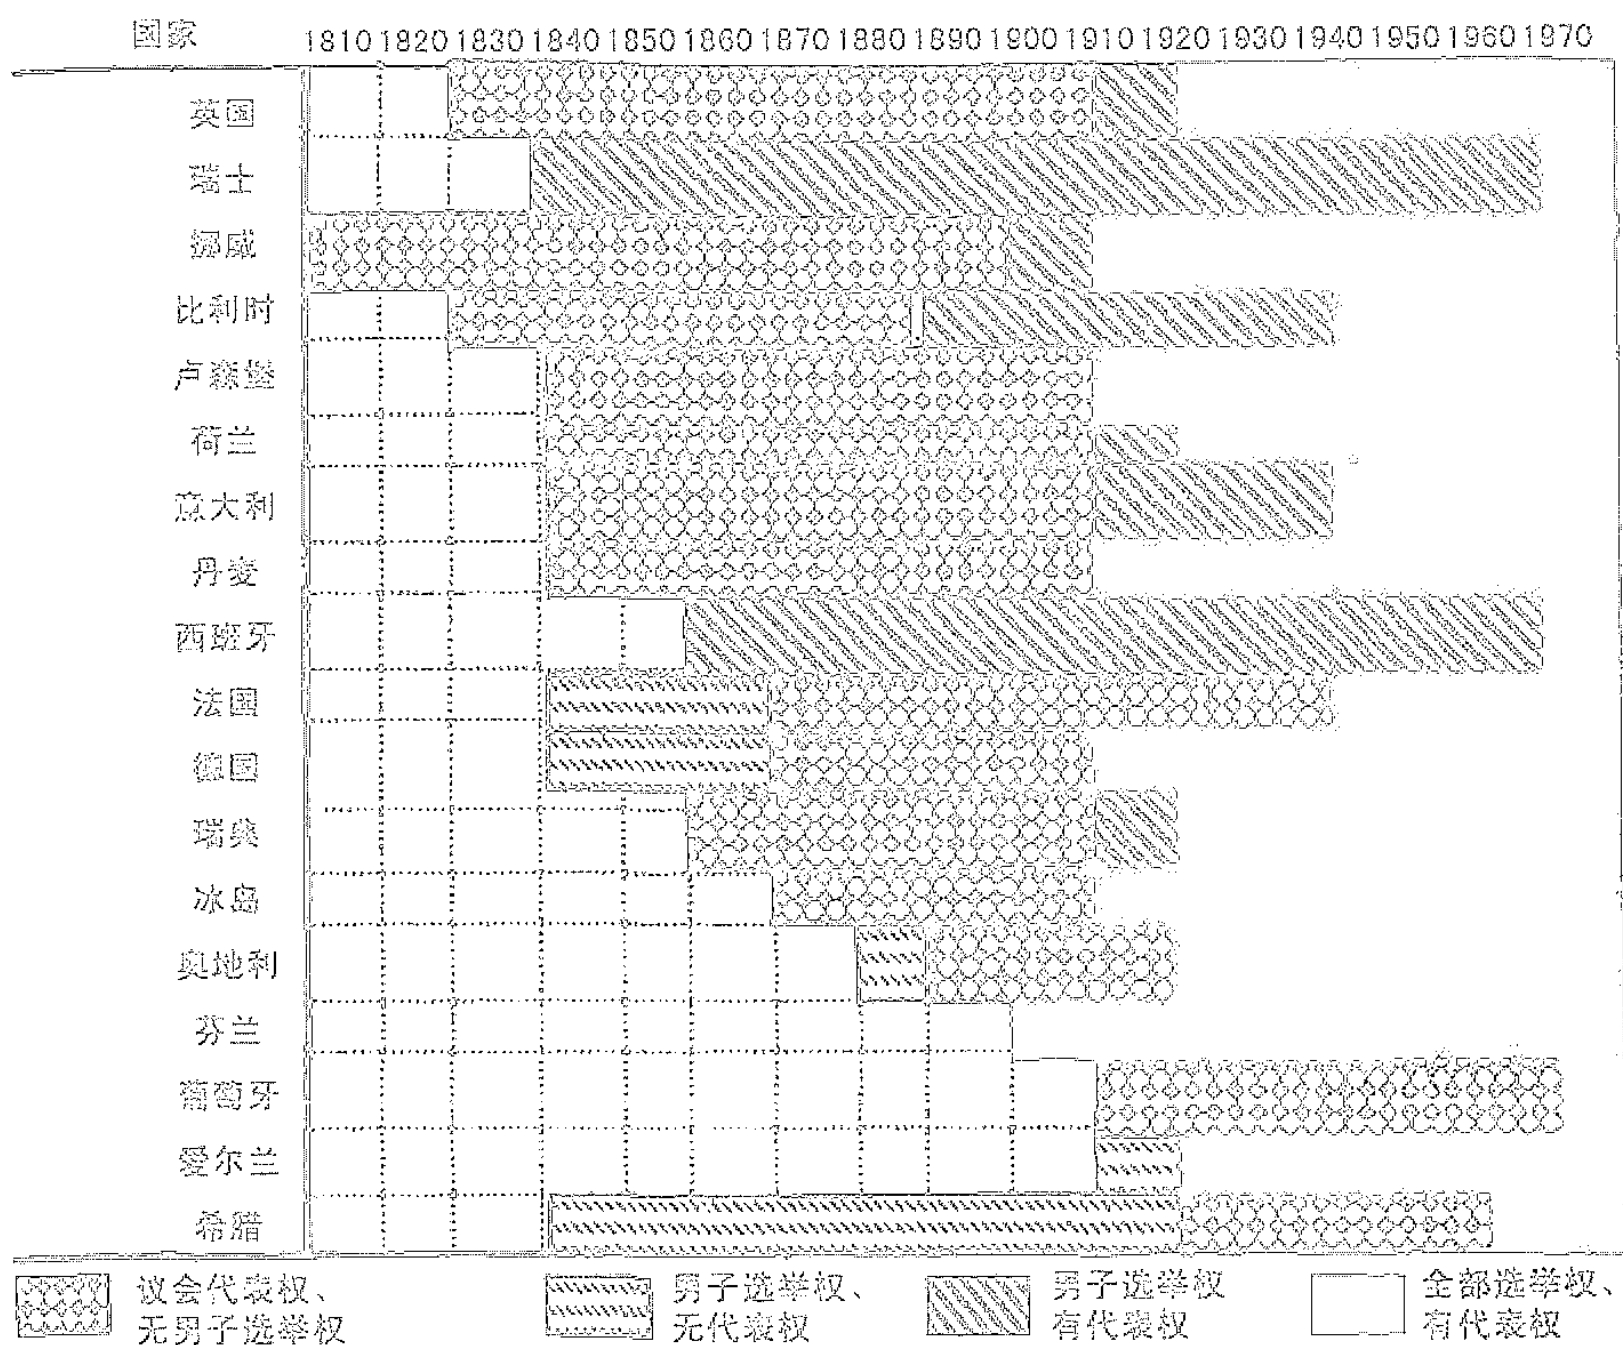 国家 1810 1820 1830 1840 1850 1860 1870 1880 1890 1900 1910 1920 1930 1940 1950 1960 1970
英国
瑞士
挪威
比利时
卢森堡
荷兰
意大利
丹麦
西班牙
法国
德国
瑞典
冰岛
奥地利
芬兰
葡萄牙
爱尔兰
希腊
议会代表权、
无男子选举权
男子选举权、
无代表权
男子选举权
有代表权
全部选举权、
有代表权